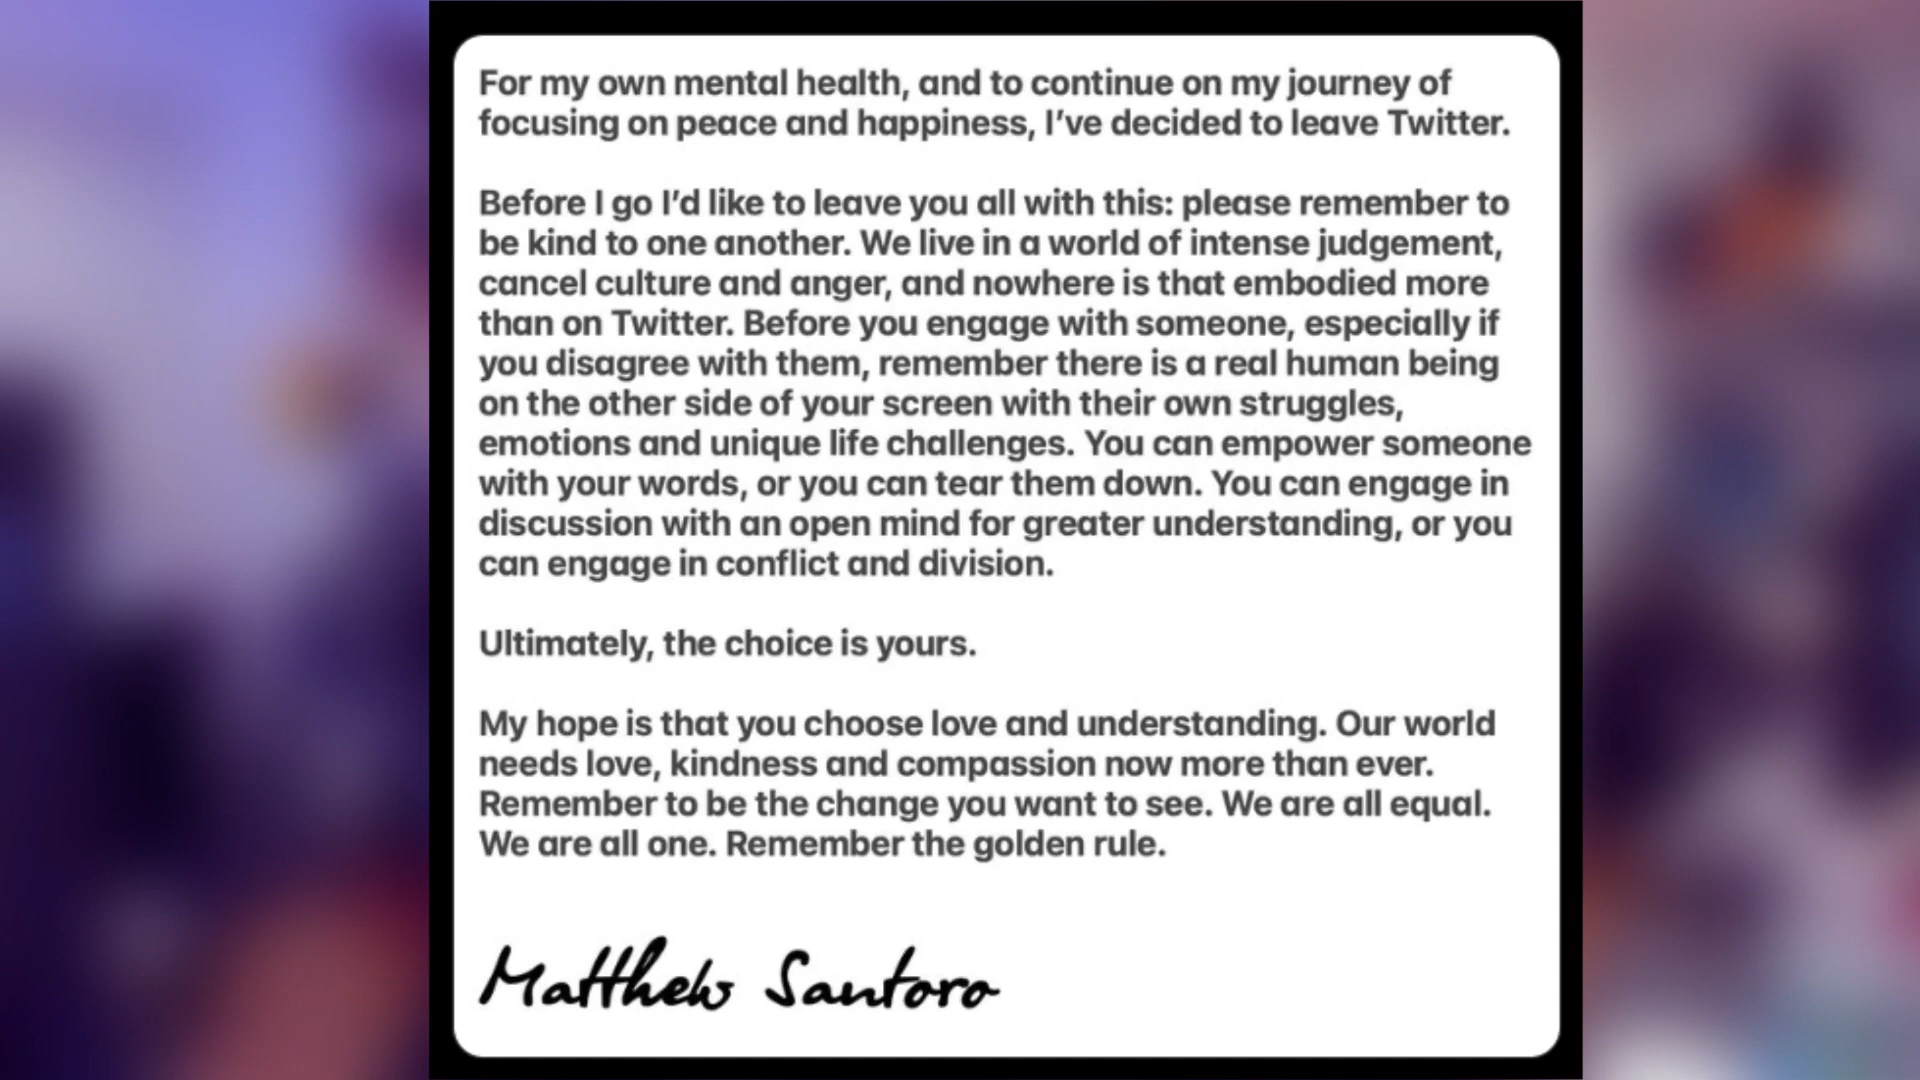 For my own mental health, and to continue on my journey of
focusing on peace and happiness, I’ve decided to leave Twitter.
Before I go I’d like to leave you all with this: please remember to
be kind to one another. We live in a world of intense judgement,
cancel culture and anger, and nowhere is that embodied more
than on Twitter. Before you engage with someone, especially if
you disagree with them, remember there is a real human being
on the other side of your screen with their own struggles,
emotions and unique life challenges. You can empower someone
with your words, or you can tear them down. You can engage in
discussion with an open mind for greater understanding, or you
can engage in conflict and division.
Ultimately, the choice is yours.
My hope is that you choose love and understanding. Our world
needs love, kindness and compassion now more than ever.
Remember to be the change you want to see. We are all equal.
We are all one. Remember the golden rule.
Matthew Santoro